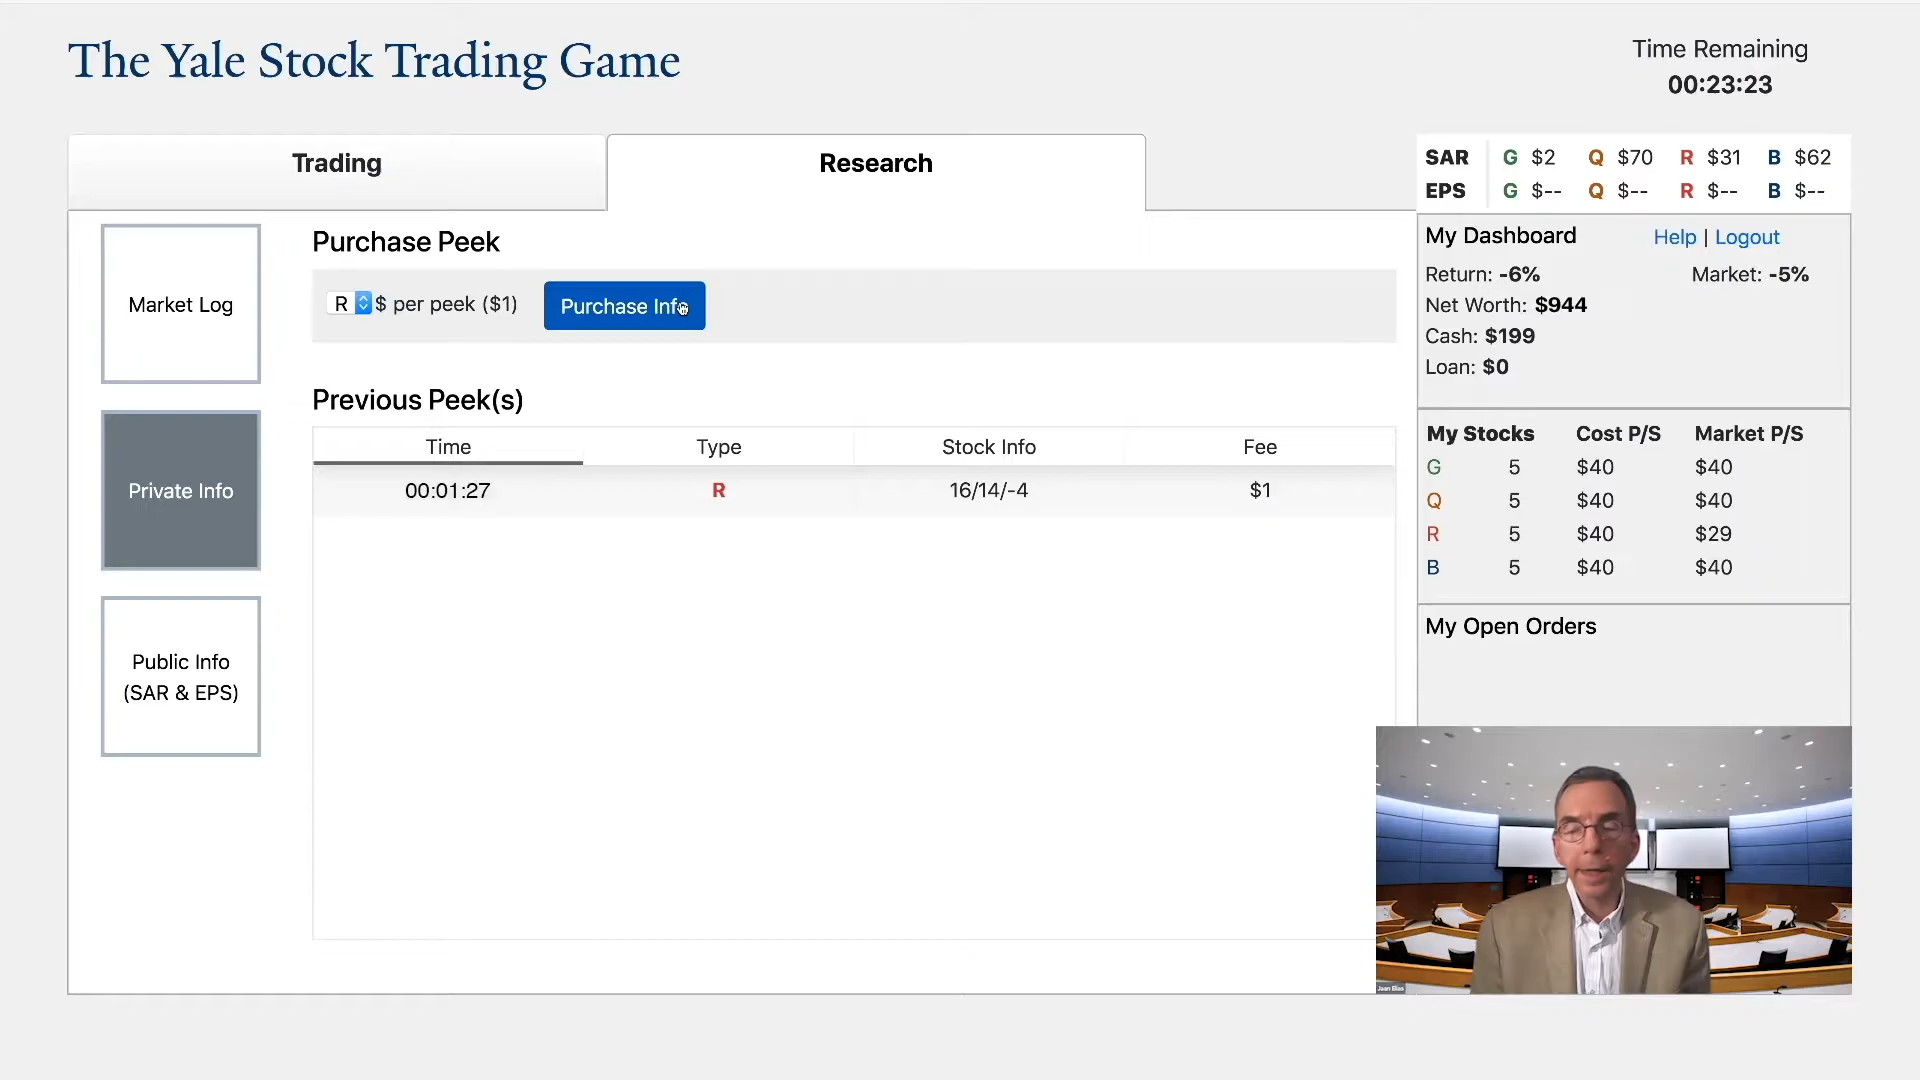 The Yale Stock Trading Game
Time Remaining
00:23:23
Trading
Research
SAR G $2 Q $70 R $31 B $62
EPS G $-- Q $-- R $-- B $--
Market Log
Private Info
Public Info
(SAR & EPS)
Purchase Peek
R $ per peek ($1) Purchase Info
Previous Peek(s)
Time Type Stock Info Fee
00:01:27 R 16/14/-4 $1
My Dashboard Help | Logout
Return: -6% Market: -5%
Net Worth: $944
Cash: $199
Loan: $0
My Stocks Cost P/S Market P/S
G 5 $40 $40
Q 5 $40 $40
R 5 $40 $29
B 5 $40 $40
My Open Orders
Jaan Elias